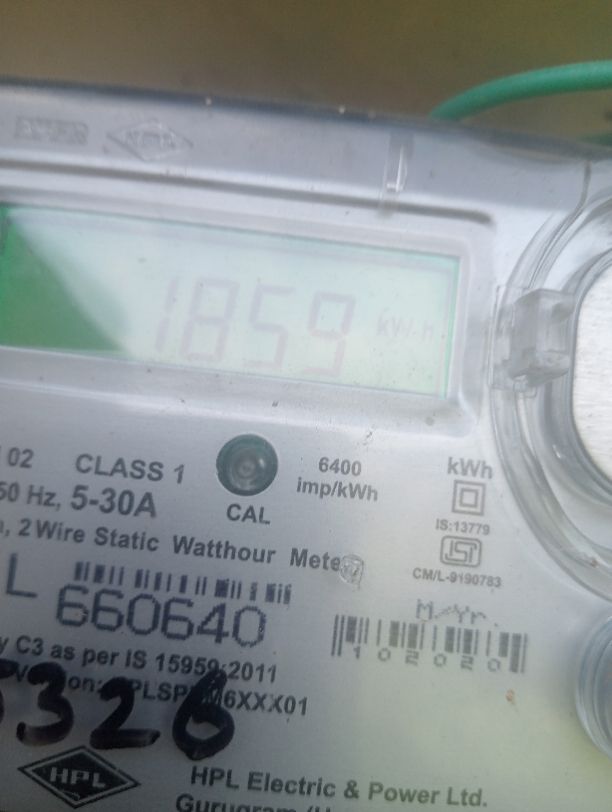 1859 kWh
102 CLASS 1
6400
imp/kWh
kWh
50 Hz, 5-30A
CAL
IS:13779
2 Wire Static Watthour Meter
CM/L-9190783
L 660640
M/Yr.
102020
C3 as per IS 15959:2011
6XXX01
326
HPL
HPL Electric & Power Ltd.
Gurugram